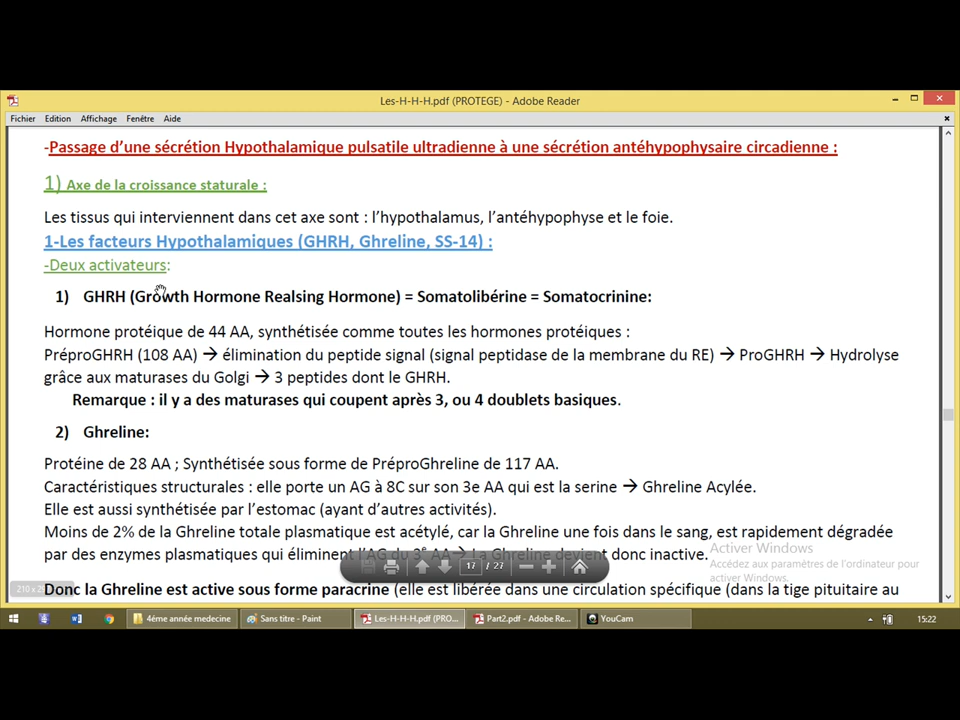 Les-H-H-H.pdf (PROTEGE) - Adobe Reader
Fichier Edition Affichage Fenêtre Aide
-Passage d'une sécrétion Hypothalamique pulsatile ultradienne à une sécrétion antéhypophysaire circadienne :
1) Axe de la croissance staturale :
Les tissus qui interviennent dans cet axe sont : l'hypothalamus, l'antéhypophyse et le foie.
1-Les facteurs Hypothalamiques (GHRH, Ghreline, SS-14) :
-Deux activateurs:
1) GHRH (Growth Hormone Realsing Hormone) = Somatolibérine = Somatocrinine:
Hormone protéique de 44 AA, synthétisée comme toutes les hormones protéiques :
PréproGHRH (108 AA) → élimination du peptide signal (signal peptidase de la membrane du RE) → ProGHRH → Hydrolyse
grâce aux maturases du Golgi → 3 peptides dont le GHRH.
Remarque : il y a des maturases qui coupent après 3, ou 4 doublets basiques.
2) Ghreline:
Protéine de 28 AA ; Synthétisée sous forme de PréproGhreline de 117 AA.
Caractéristiques structurales : elle porte un AG à 8C sur son 3e AA qui est la serine → Ghreline Acylée.
Elle est aussi synthétisée par l'estomac (ayant d'autres activités).
Moins de 2% de la Ghreline totale plasmatique est acétylé, car la Ghreline une fois dans le sang, est rapidement dégradée
par des enzymes plasmatiques qui éliminent l'AG du 3e AA → La Ghreline devient donc inactive.
Activer Windows
Accédez aux paramètres de l'ordinateur pour
activer Windows.
17 / 27
Donc la Ghreline est active sous forme paracrine (elle est libérée dans une circulation spécifique (dans la tige pituitaire au
4éme année medecine
Sans titre - Paint
Les-H-H-H.pdf (PRO...
Part2.pdf - Adobe Re...
YouCam
15:22